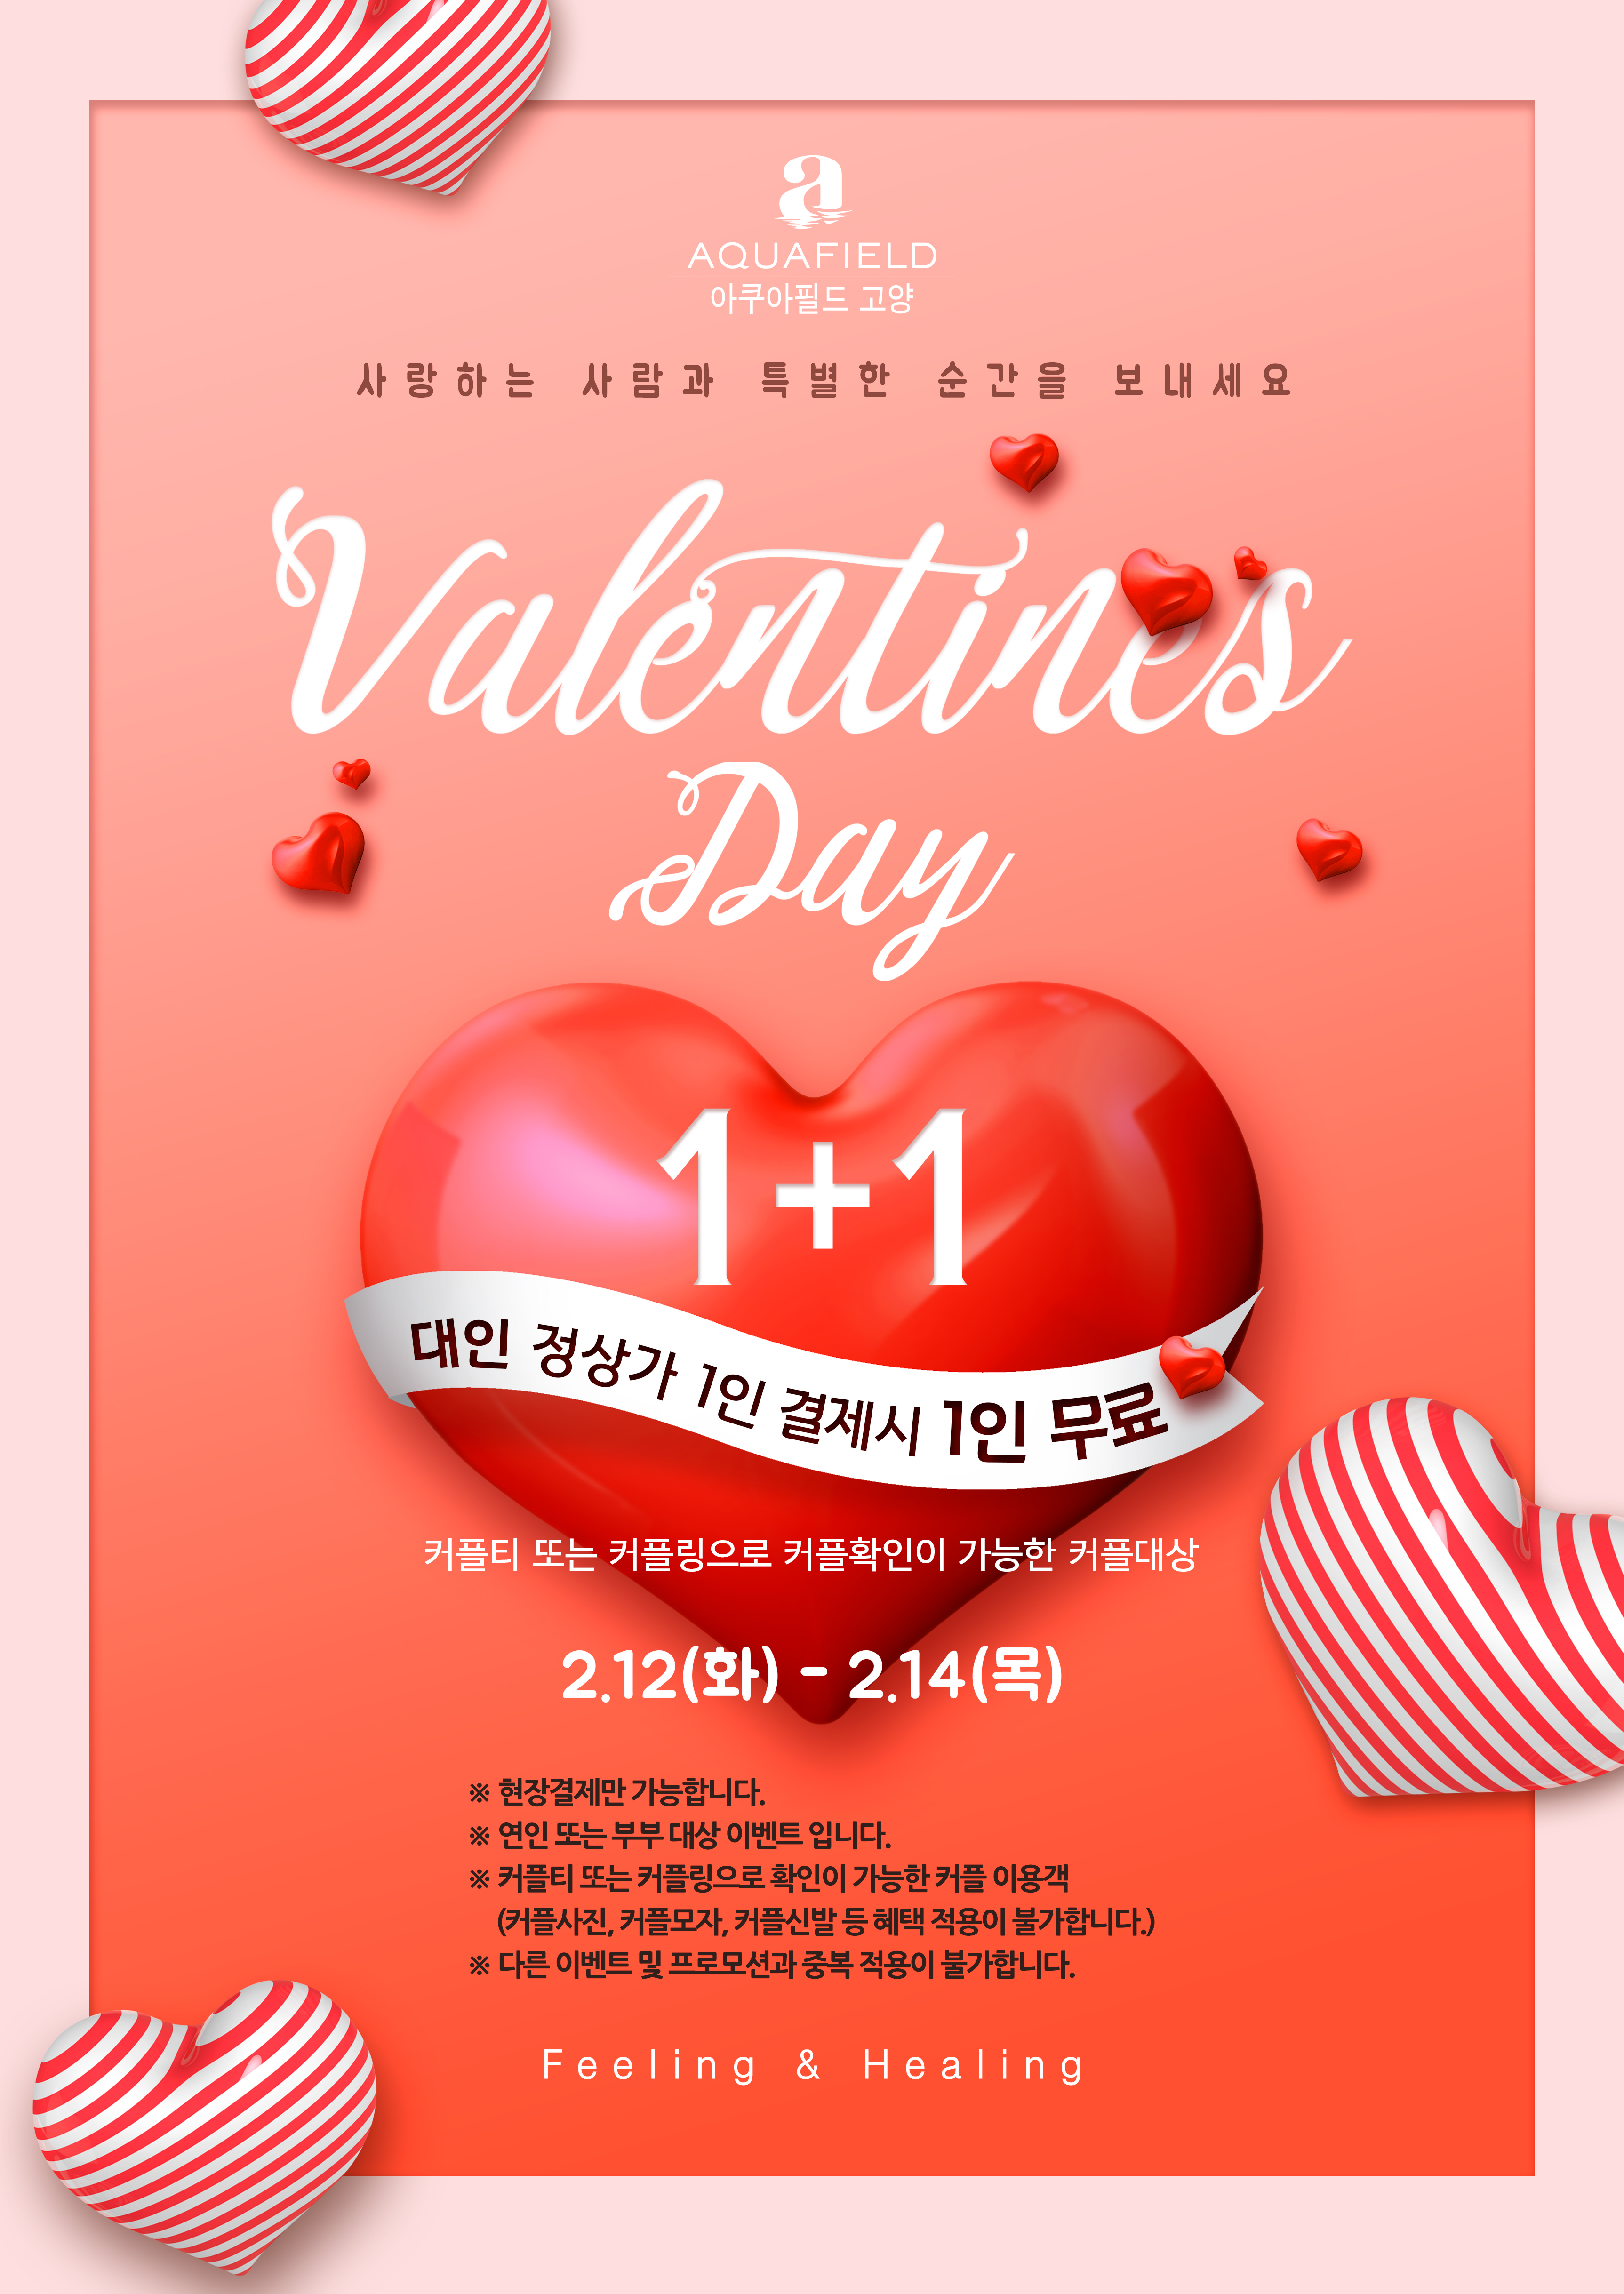 a
AQUAFIELD
아쿠아필드 고양
사랑하는 사람과 특별한 순간을 보내세요
Valentines
Day
1+1
대인 정상가 1인 결제시 1인 무료
커플티 또는 커플링으로 커플확인이 가능한 커플대상
2.12(화) - 2.14(목)
※ 현장결제만 가능합니다.
※ 연인 또는 부부 대상 이벤트 입니다.
※ 커플티 또는 커플링으로 확인이 가능한 커플 이용객
(커플사진, 커플모자, 커플신발 등 혜택 적용이 불가합니다.)
※ 다른 이벤트 및 프로모션과 중복 적용이 불가합니다.
Feeling & Healing